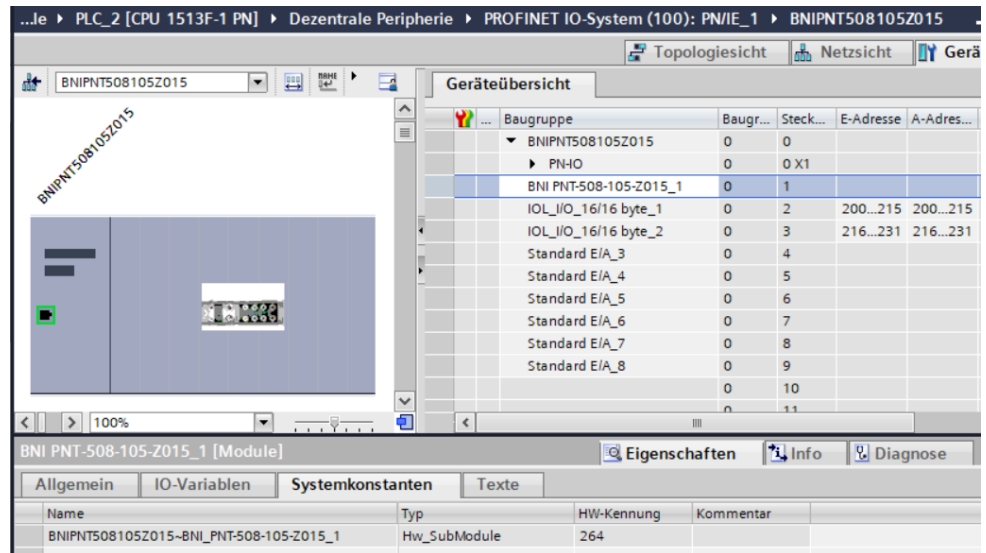 ...le ▸ PLC_2 [CPU 1513F-1 PN] ▸ Dezentrale Peripherie ▸ PROFINET IO-System (100): PN/IE_1 ▸ BNIPNT508105Z015
Topologiesicht Netzsicht Gerä
BNIPNT508105Z015
NAME
Geräteübersicht
BNIPNT508105Z015
... Baugruppe Baugr... Steck... E-Adresse A-Adres...
BNIPNT508105Z015 0 0
PN-IO 0 0 X1
BNI PNT-508-105-Z015_1 0 1
IOL_I/O_16/16 byte_1 0 2 200...215 200...215
IOL_I/O_16/16 byte_2 0 3 216...231 216...231
Standard E/A_3 0 4
Standard E/A_4 0 5
Standard E/A_5 0 6
Standard E/A_6 0 7
Standard E/A_7 0 8
Standard E/A_8 0 9
0 10
0 11
100%
BNI PNT-508-105-Z015_1 [Module]
Eigenschaften Info Diagnose
Allgemein IO-Variablen Systemkonstanten Texte
Name Typ HW-Kennung Kommentar
BNIPNT508105Z015~BNI_PNT-508-105-Z015_1 Hw_SubModule 264